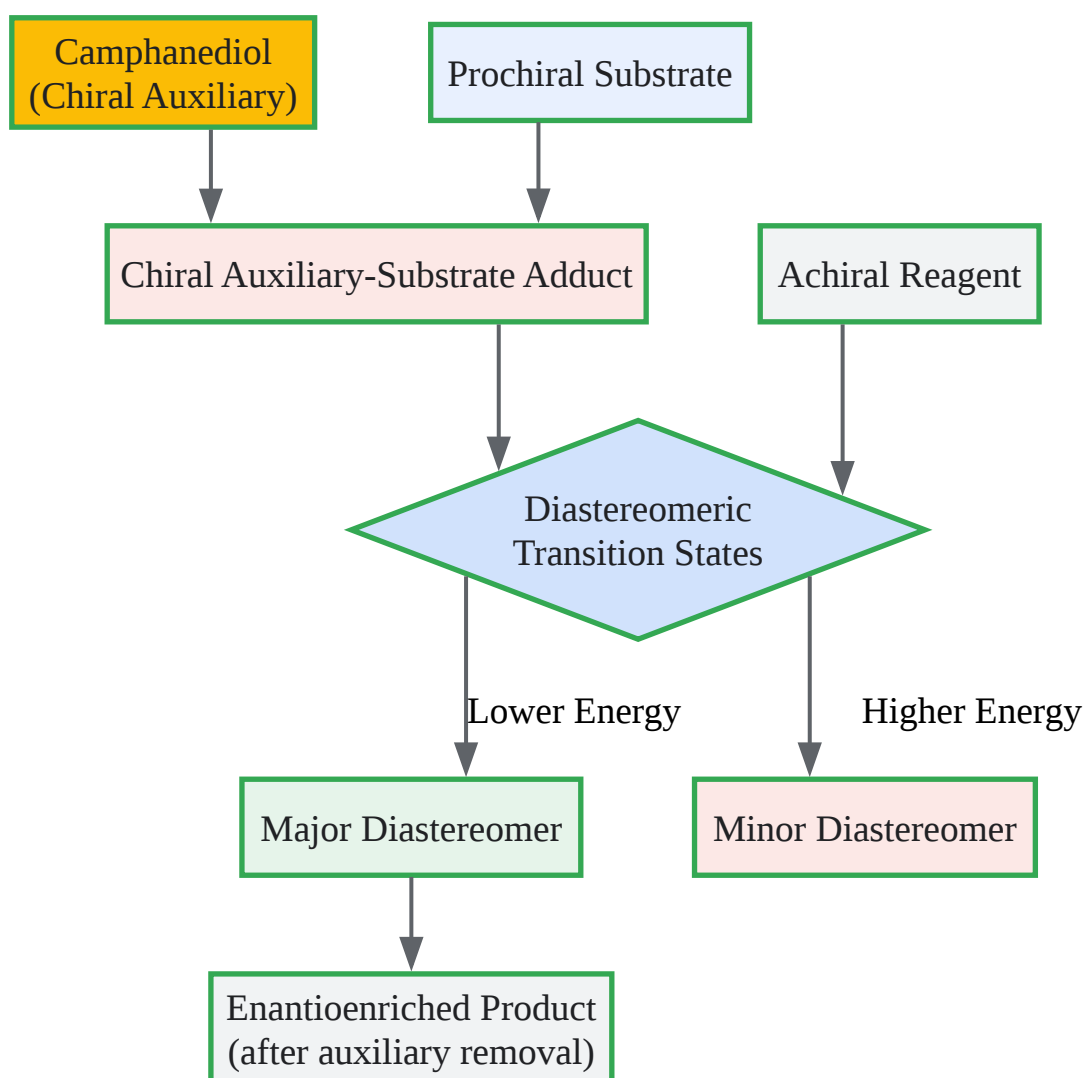 Camphanediol
(Chiral Auxiliary)
Prochiral Substrate
Chiral Auxiliary-Substrate Adduct
Achiral Reagent
Diastereomeric
Transition States
Lower Energy
Higher Energy
Major Diastereomer
Minor Diastereomer
Enantioenriched Product
(after auxiliary removal)